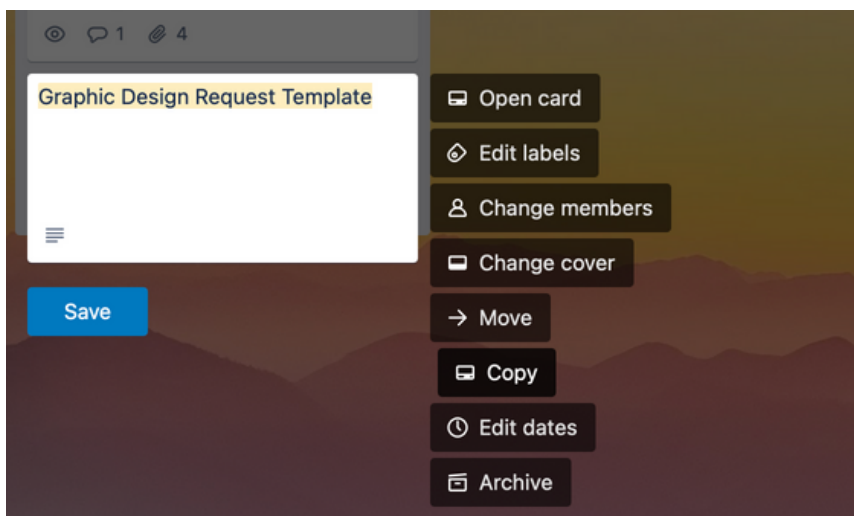 1 4
Graphic Design Request Template
Save
Open card
Edit labels
Change members
Change cover
Move
Copy
Edit dates
Archive